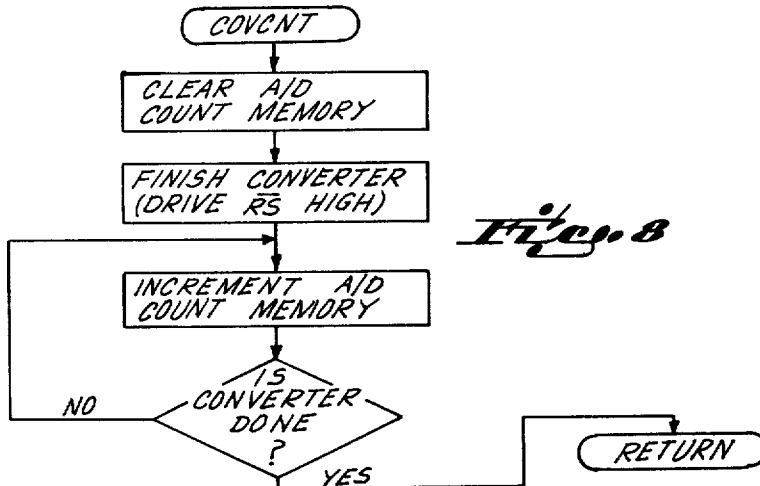 COVCNT
CLEAR A/D
COUNT MEMORY
FINISH CONVERTER
(DRIVE R̅S̅ HIGH)
Fig. 8
INCREMENT A/D
COUNT MEMORY
IS
CONVERTER
DONE
?
NO
YES
RETURN